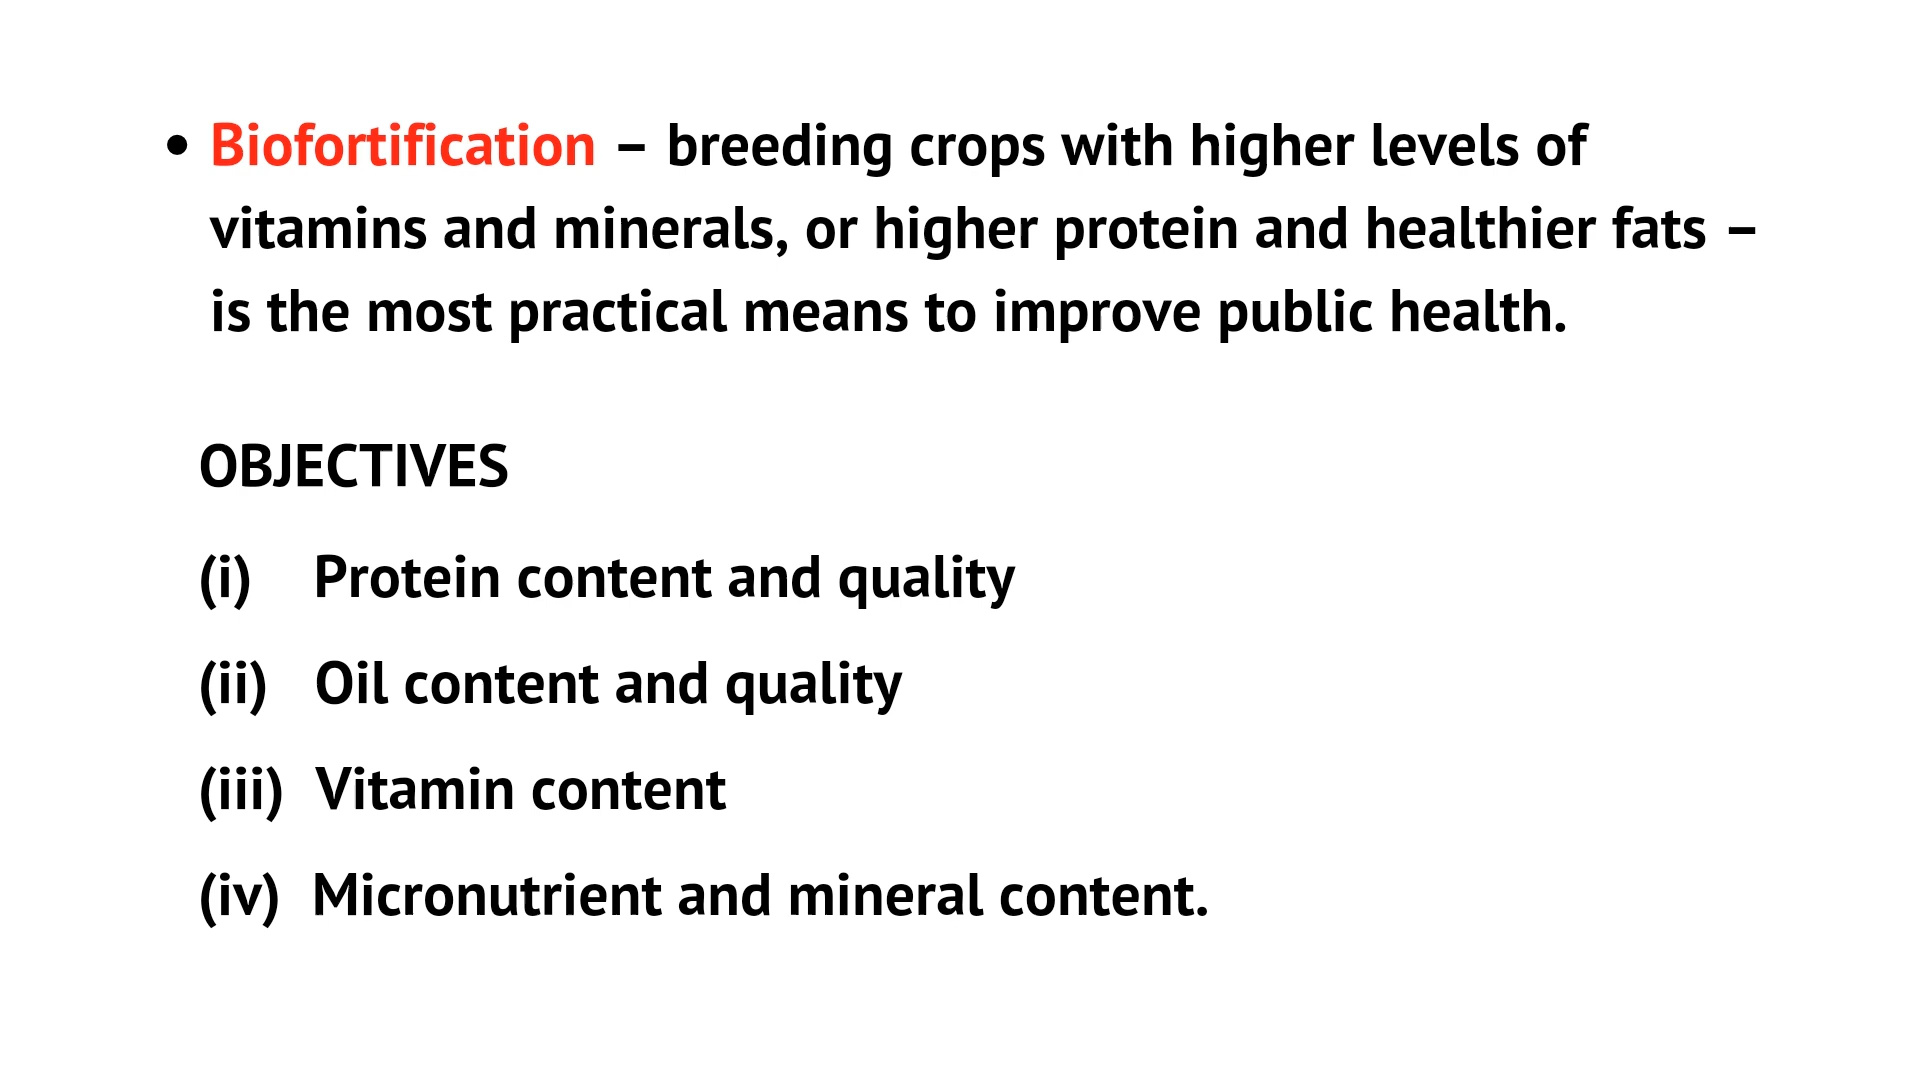 • Biofortification – breeding crops with higher levels of
vitamins and minerals, or higher protein and healthier fats –
is the most practical means to improve public health.
OBJECTIVES
(i) Protein content and quality
(ii) Oil content and quality
(iii) Vitamin content
(iv) Micronutrient and mineral content.